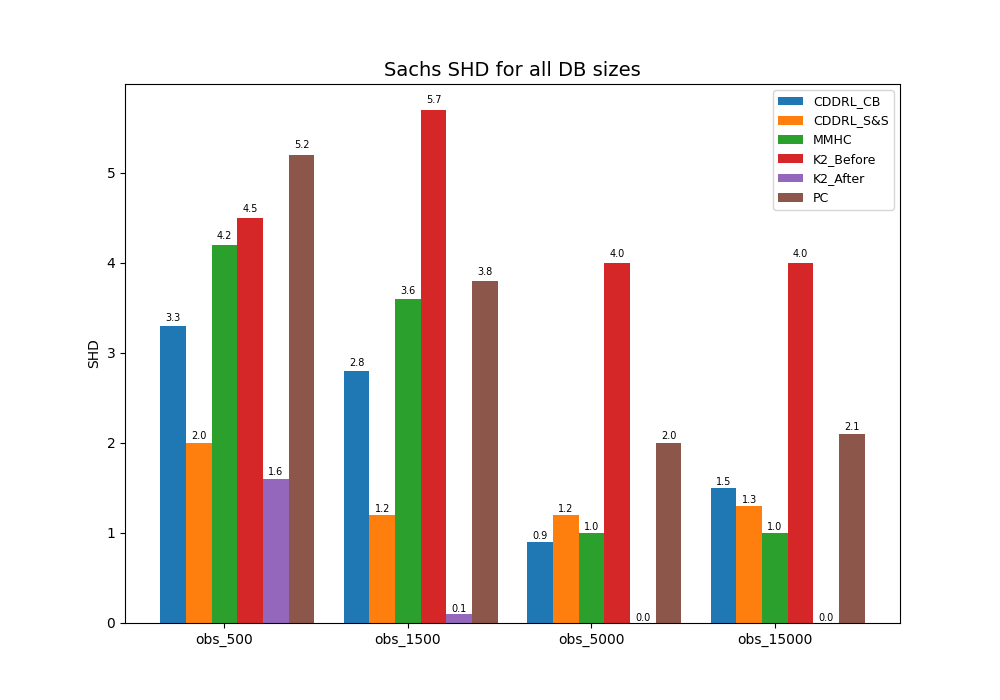 Sachs SHD for all DB sizes
CDDRL_CB
CDDRL_S&S
MMHC
K2_Before
K2_After
PC
SHD
5
4
3
2
1
0
3.3
2.0
4.2
4.5
1.6
5.2
2.8
1.2
3.6
5.7
0.1
3.8
0.9
1.2
1.0
4.0
0.0
2.0
1.5
1.3
1.0
4.0
0.0
2.1
obs_500
obs_1500
obs_5000
obs_15000